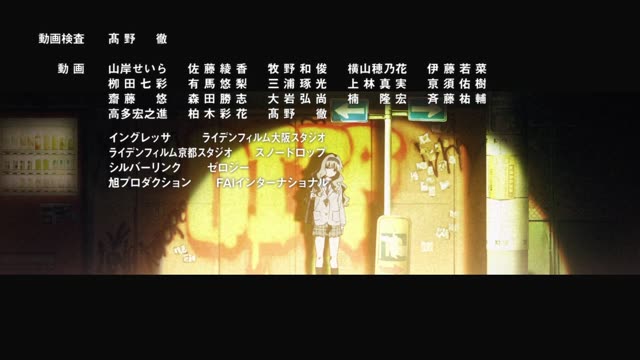 動画検査 髙野 徹
動画 山岸せいら 佐藤綾香 牧野和俊 横山穂乃花 伊藤若菜
栁田七彩 有馬悠梨 三浦琢光 上林真実 京須佑樹
齋藤 悠 森田勝志 大岩弘尚 楠 隆宏 斉藤祐輔
高多宏之進 柏木彩花 髙野 徹
イングレッサ ライデンフィルム大阪スタジオ
ライデンフィルム京都スタジオ スノードロップ
シルバーリンク ゼロシー
旭プロダクション FAIインターナショナル